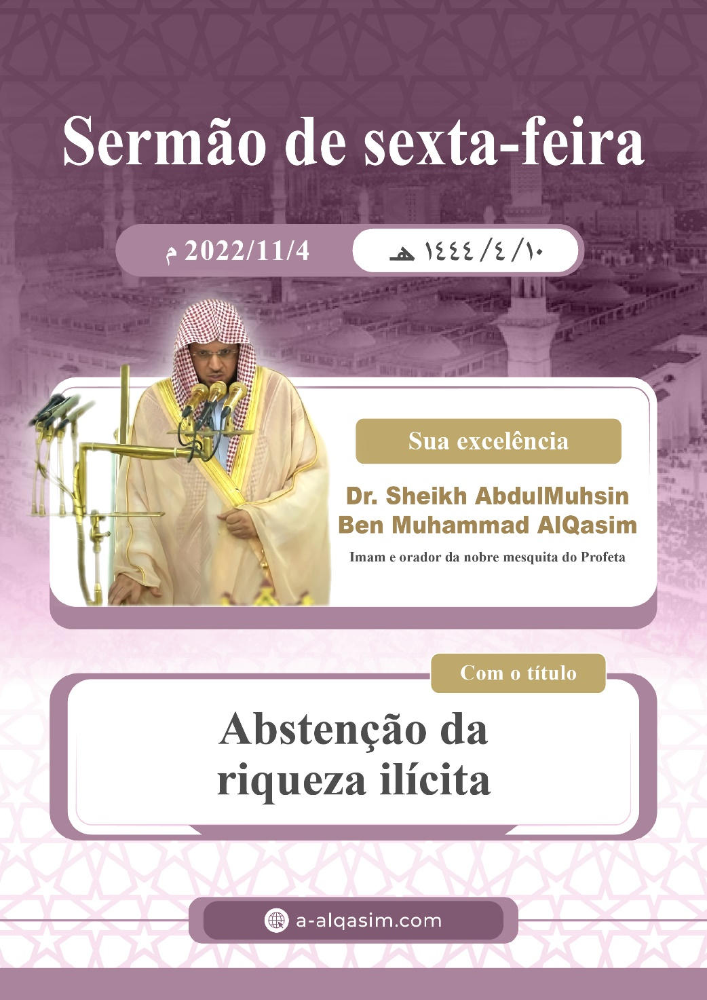 Sermão de sexta-feira
2022/11/4 م
١٤٤٤/٤/١٠ هـ
Sua excelência
Dr. Sheikh AbdulMuhsin
Ben Muhammad AlQasim
Imam e orador da nobre mesquita do Profeta
Com o título
Abstenção da
riqueza ilícita
a-alqasim.com